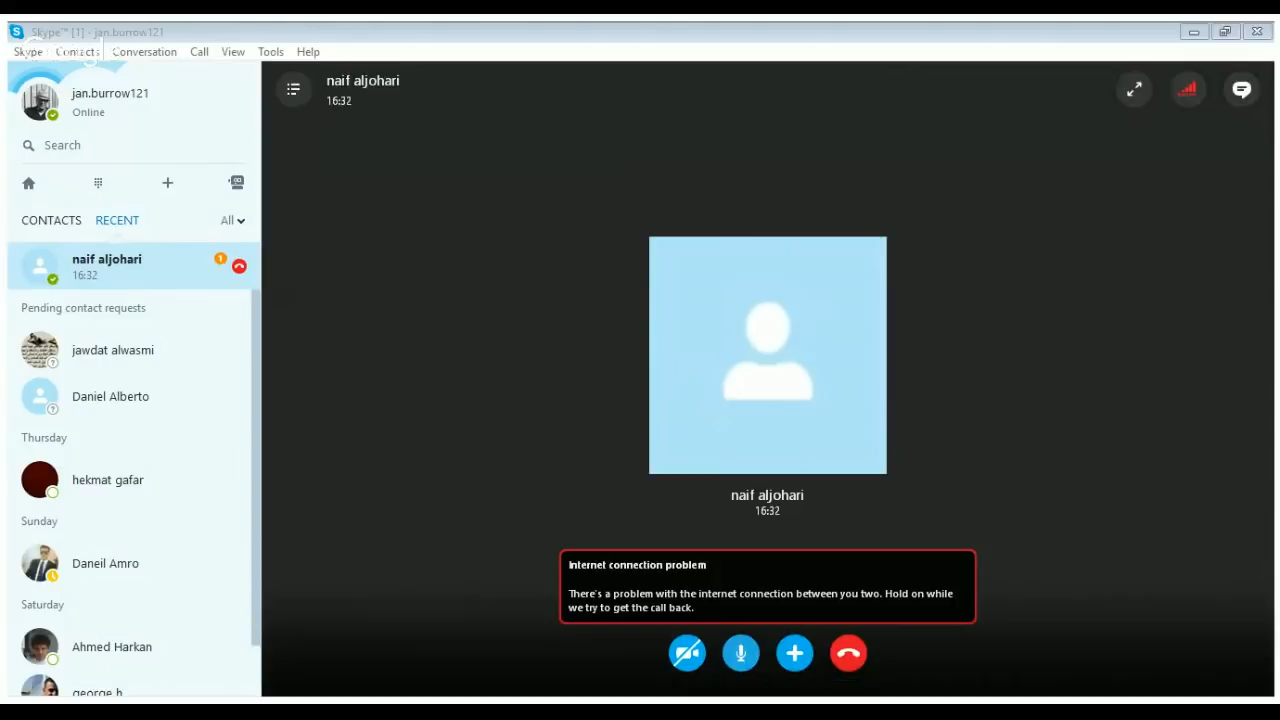 Skype™ [1] - jan.burrow121
Skype Contacts Conversation Call View Tools Help
jan.burrow121
Online
Search
CONTACTS RECENT All
naif aljohari
16:32
1
Pending contact requests
jawdat alwasmi
Daniel Alberto
Thursday
hekmat gafar
Sunday
Daneil Amro
Saturday
Ahmed Harkan
george h
naif aljohari
16:32
naif aljohari
16:32
Internet connection problem
There's a problem with the internet connection between you two. Hold on while
we try to get the call back.